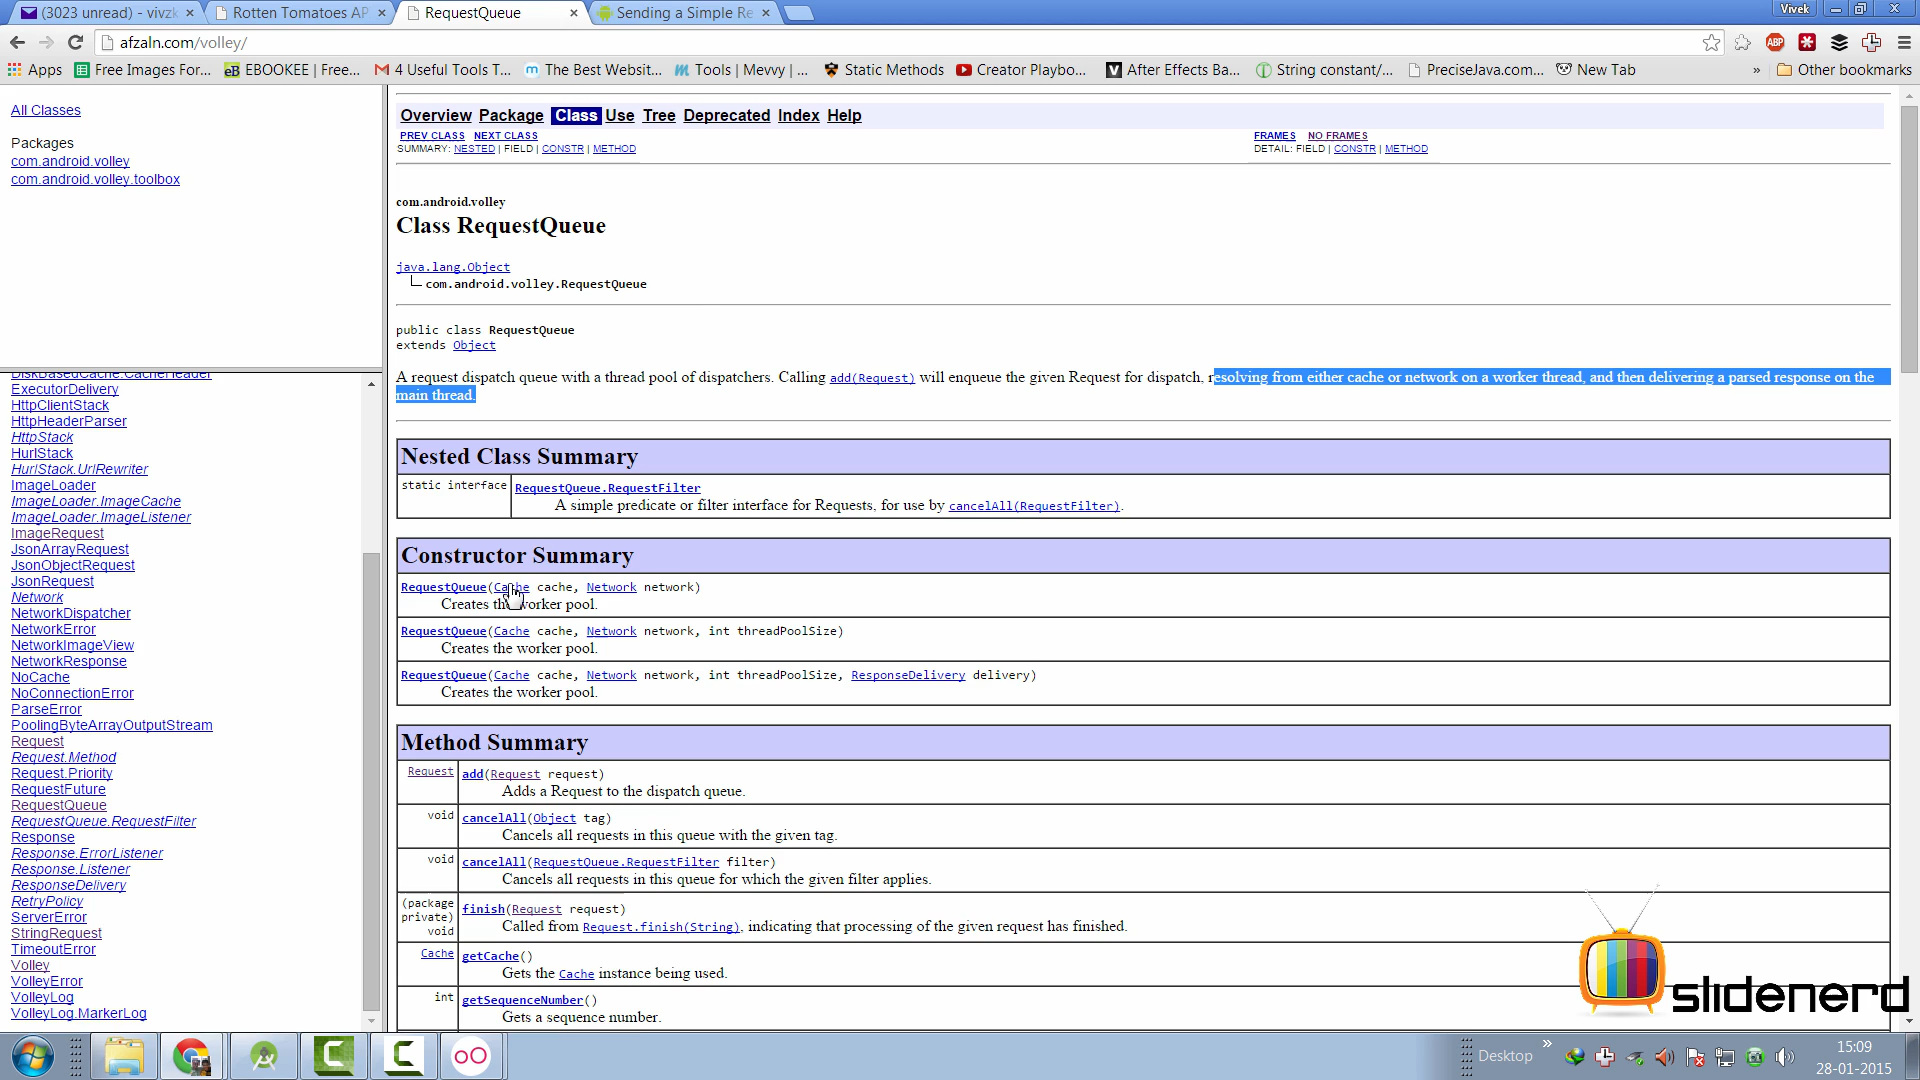 (3023 unread) - vivzk
Rotten Tomatoes AP
RequestQueue
Sending a Simple Re
Vivek
afzaln.com/volley/
ABP
Apps
Free Images For...
EBOOKEE | Free...
4 Useful Tools T...
The Best Websit...
Tools | Mevvy | ...
Static Methods
Creator Playbo...
After Effects Ba...
String constant/...
PreciseJava.com...
New Tab
»
Other bookmarks
All Classes
Packages
com.android.volley
com.android.volley.toolbox
DiskBasedCache.CacheHeader
ExecutorDelivery
HttpClientStack
HttpHeaderParser
HttpStack
HurlStack
HurlStack.UrlRewriter
ImageLoader
ImageLoader.ImageCache
ImageLoader.ImageListener
ImageRequest
JsonArrayRequest
JsonObjectRequest
JsonRequest
Network
NetworkDispatcher
NetworkError
NetworkImageView
NetworkResponse
NoCache
NoConnectionError
ParseError
PoolingByteArrayOutputStream
Request
Request.Method
Request.Priority
RequestFuture
RequestQueue
RequestQueue.RequestFilter
Response
Response.ErrorListener
Response.Listener
ResponseDelivery
RetryPolicy
ServerError
StringRequest
TimeoutError
Volley
VolleyError
VolleyLog
VolleyLog.MarkerLog
Overview Package Class Use Tree Deprecated Index Help
PREV CLASS NEXT CLASS
FRAMES NO FRAMES
SUMMARY: NESTED | FIELD | CONSTR | METHOD
DETAIL: FIELD | CONSTR | METHOD
com.android.volley
Class RequestQueue
java.lang.Object
com.android.volley.RequestQueue
public class RequestQueue
extends Object
A request dispatch queue with a thread pool of dispatchers. Calling add(Request) will enqueue the given Request for dispatch, resolving from either cache or network on a worker thread, and then delivering a parsed response on the
main thread.
Nested Class Summary
static interface RequestQueue.RequestFilter
A simple predicate or filter interface for Requests, for use by cancelAll(RequestFilter).
Constructor Summary
RequestQueue(Cache cache, Network network)
Creates the worker pool.
RequestQueue(Cache cache, Network network, int threadPoolSize)
Creates the worker pool.
RequestQueue(Cache cache, Network network, int threadPoolSize, ResponseDelivery delivery)
Creates the worker pool.
Method Summary
Request add(Request request)
Adds a Request to the dispatch queue.
void cancelAll(Object tag)
Cancels all requests in this queue with the given tag.
void cancelAll(RequestQueue.RequestFilter filter)
Cancels all requests in this queue for which the given filter applies.
(package
private)
void
finish(Request request)
Called from Request.finish(String), indicating that processing of the given request has finished.
Cache getCache()
Gets the Cache instance being used.
int getSequenceNumber()
Gets a sequence number.
slidenerd
Desktop
»
15:09
28-01-2015